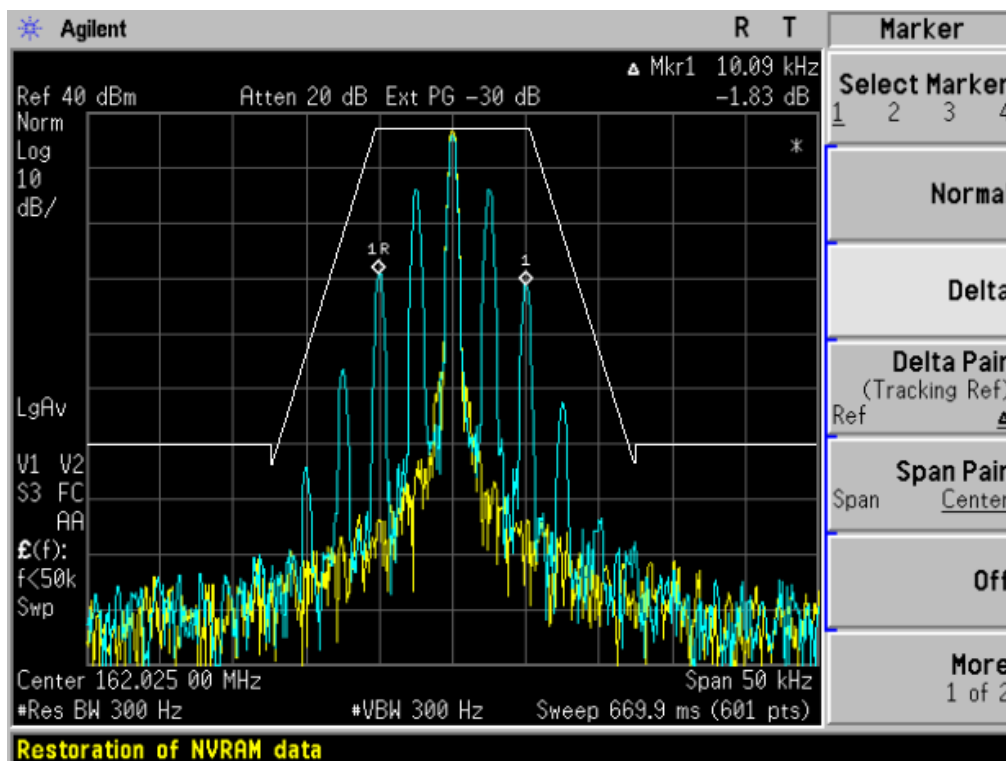 Agilent R T
Δ Mkr1 10.09 kHz
Ref 40 dBm Atten 20 dB Ext PG -30 dB -1.83 dB
Norm
Log
10
dB/
*
1R
1
LgAv
V1 V2
S3 FC
AA
£(f):
f<50k
Swp
Center 162.025 00 MHz Span 50 kHz
#Res BW 300 Hz #VBW 300 Hz Sweep 669.9 ms (601 pts)
Restoration of NVRAM data
Marker
Select Marker
1 2 3 4
Norma
Delta
Delta Pair
(Tracking Ref)
Ref Δ
Span Pair
Span Center
Off
More
1 of 2